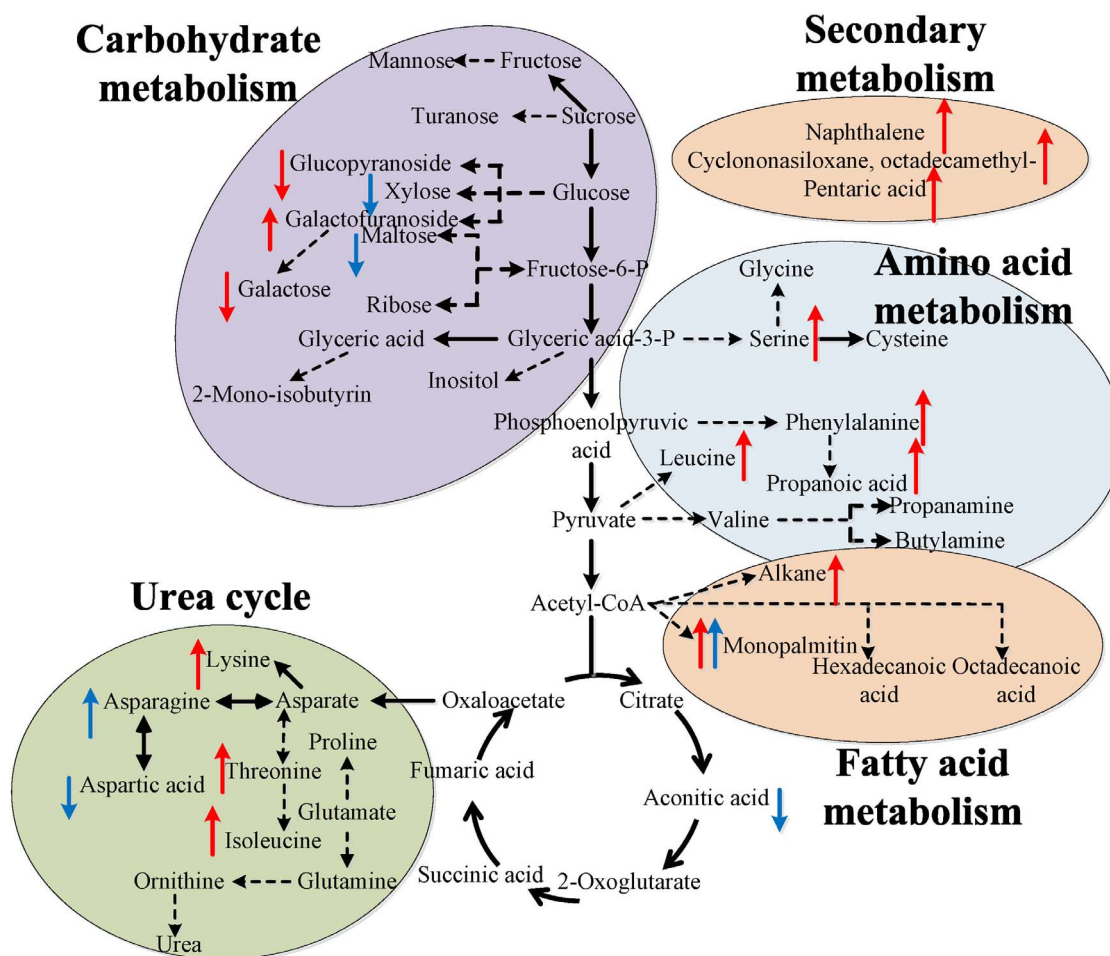 Carbohydrate
metabolism
Secondary
metabolism
Mannose
Fructose
Turanose
Sucrose
Naphthalene
Cyclononasiloxane, octadecamethyl-
Pentaric acid
Glucopyranoside
Xylose
Glucose
Galactofuranoside
Maltose
Fructose-6-P
Galactose
Ribose
Glyceric acid
Glyceric acid-3-P
2-Mono-isobutyrin
Inositol
Amino acid
metabolism
Glycine
Serine
Cysteine
Phosphoenolpyruvic
acid
Phenylalanine
Leucine
Propanoic acid
Pyruvate
Valine
Propanamine
Butylamine
Alkane
Acetyl-CoA
Monopalmitin
Hexadecanoic
acid
Octadecanoic
acid
Fatty acid
metabolism
Urea cycle
Lysine
Asparagine
Asparate
Oxaloacetate
Citrate
Proline
Aspartic acid
Threonine
Fumaric acid
Glutamate
Aconitic acid
Isoleucine
Ornithine
Glutamine
Succinic acid
2-Oxoglutarate
Urea